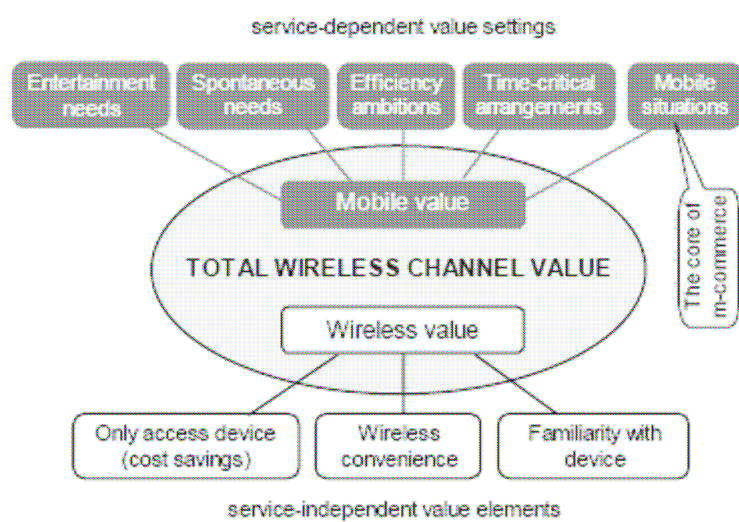 service-dependent value settings
Entertainment
needs
Spontaneous
needs
Efficiency
ambitions
Time-critical
arrangements
Mobile
situations
Mobile value
The core of
m-commerce
TOTAL WIRELESS CHANNEL VALUE
Wireless value
Only access device
(cost savings)
Wireless
convenience
Familiarity with
device
service-independent value elements